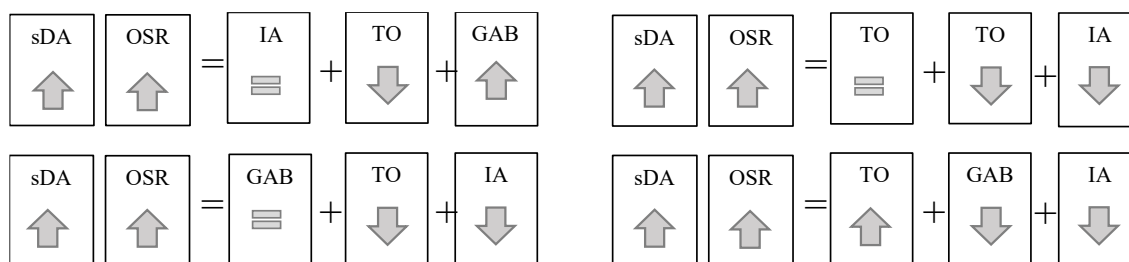 sDA OSR = IA + TO + GAB
sDA OSR = TO + TO + IA
sDA OSR = GAB + TO + IA
sDA OSR = TO + GAB + IA